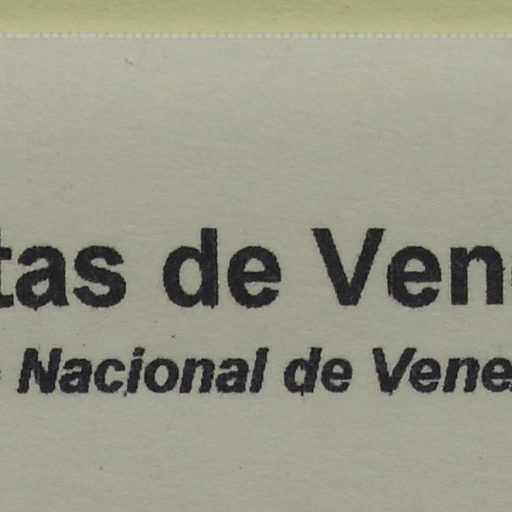 tas de Ven
Nacional de Vene